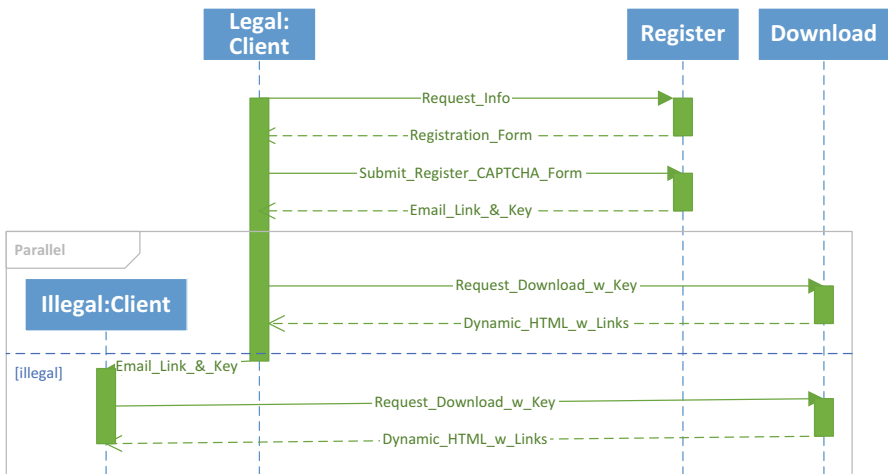 Legal:
Client
Register
Download
Request_Info
Registration_Form
Submit_Register_CAPTCHA_Form
Email_Link_&_Key
Parallel
Request_Download_w_Key
Illegal:Client
Dynamic_HTML_w_Links
Email_Link_&_Key
[illegal]
Request_Download_w_Key
Dynamic_HTML_w_Links